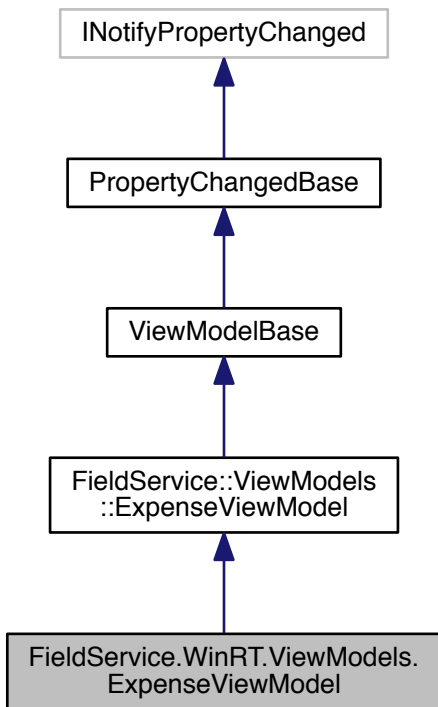 INotifyPropertyChanged
PropertyChangedBase
ViewModelBase
FieldService::ViewModels
::ExpenseViewModel
FieldService.WinRT.ViewModels.
ExpenseViewModel